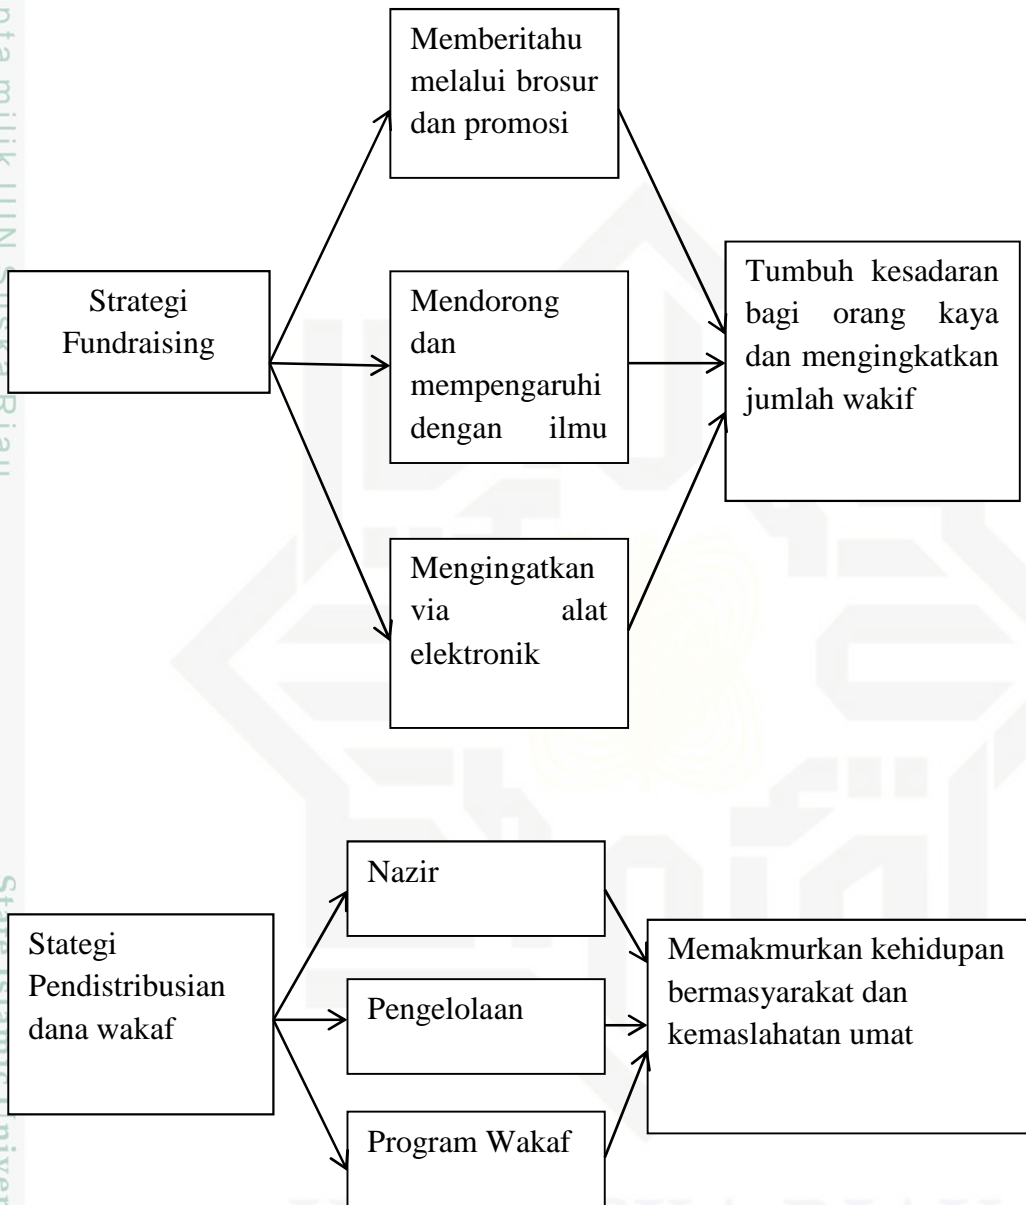 Memberitahu
melalui brosur
dan promosi
Strategi
Fundraising
Mendorong
dan
mempengaruhi
dengan ilmu
Tumbuh kesadaran
bagi orang kaya
dan mengingkatkan
jumlah wakif
Mengingatkan
via alat
elektronik
Nazir
Stategi
Pendistribusian
dana wakaf
Pengelolaan
Memakmurkan kehidupan
bermasyarakat dan
kemaslahatan umat
Program Wakaf